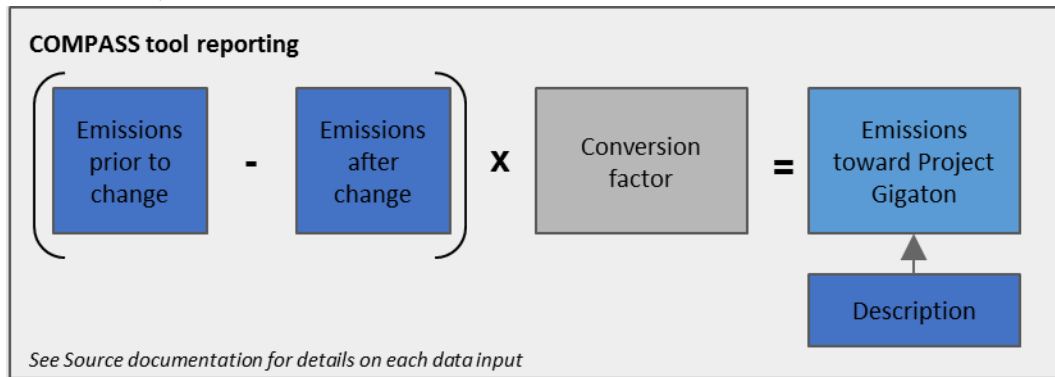 COMPASS tool reporting
Emissions
prior to
change
-
Emissions
after
change
x
Conversion
factor
=
Emissions
toward Project
Gigaton
Description
See Source documentation for details on each data input